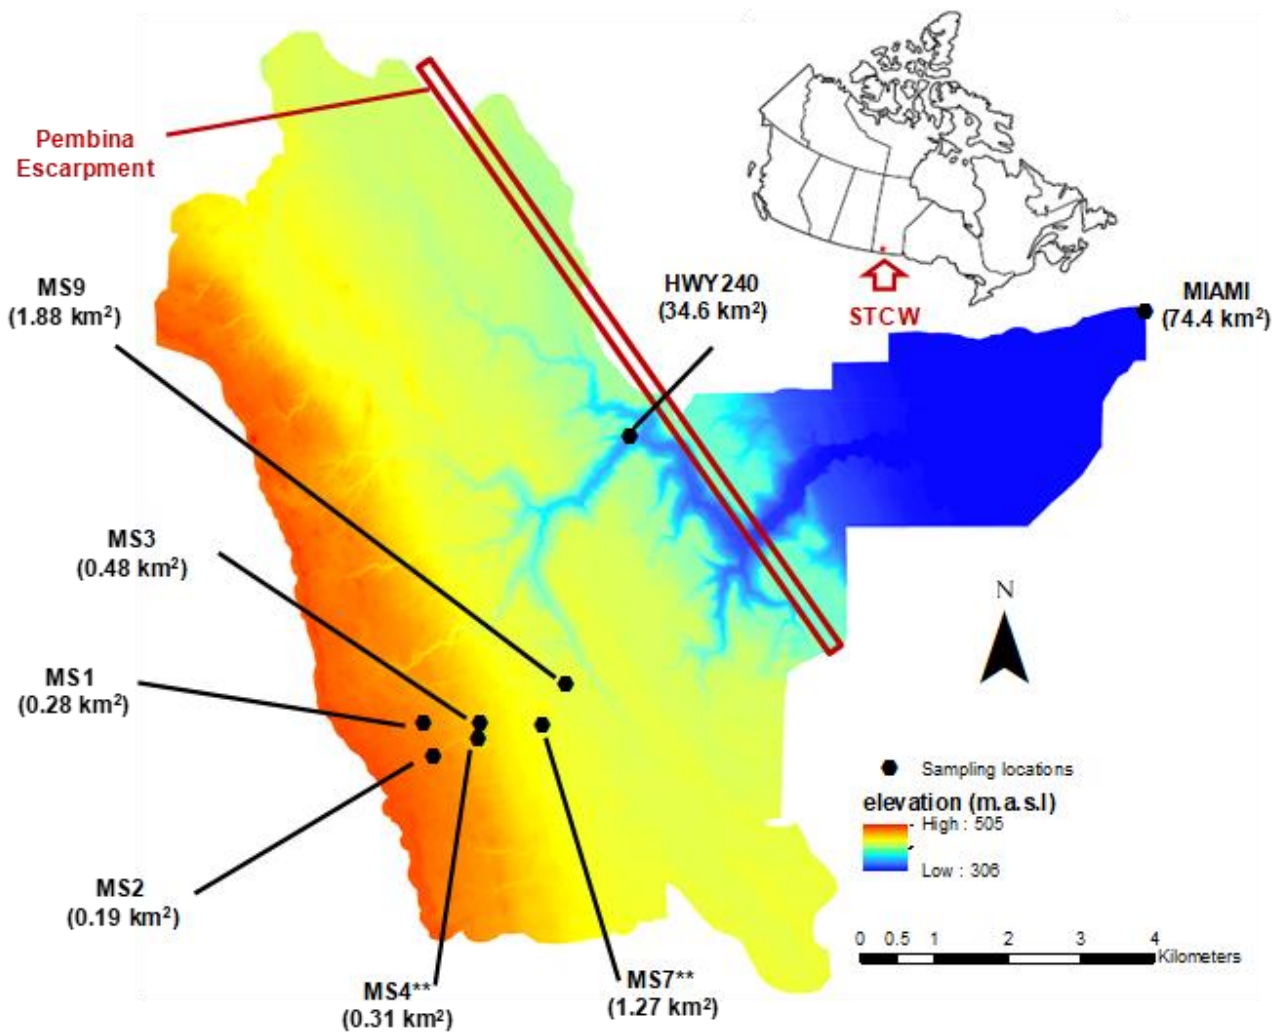 Pembina
Escarpment
MS9
(1.88 km²)
HWY240
(34.6 km²)
STCW
MIAMI
(74.4 km²)
MS3
(0.48 km²)
MS1
(0.28 km²)
N
Sampling locations
elevation (m.a.s.l)
High : 505
Low : 306
MS2
(0.19 km²)
0 0.5 1 2 3 4
Kilometers
MS4**
(0.31 km²)
MS7**
(1.27 km²)